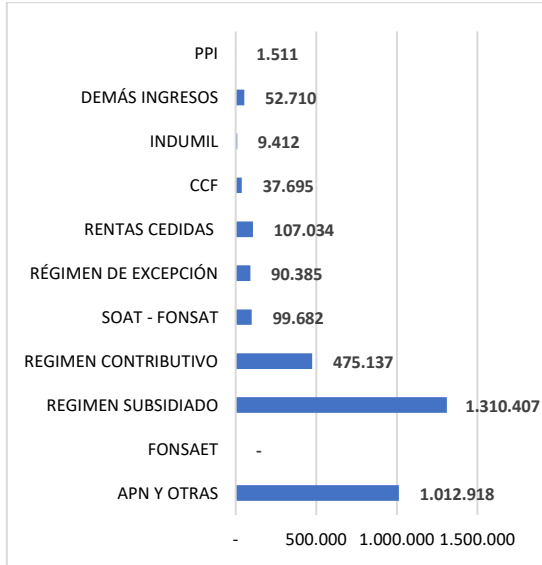 PPI 1.511
DEMÁS INGRESOS 52.710
INDUMIL 9.412
CCF 37.695
RENTAS CEDIDAS 107.034
RÉGIMEN DE EXCEPCIÓN 90.385
SOAT - FONSAT 99.682
REGIMEN CONTRIBUTIVO 475.137
REGIMEN SUBSIDIADO 1.310.407
FONSAET -
APN Y OTRAS 1.012.918
- 500.000 1.000.000 1.500.000